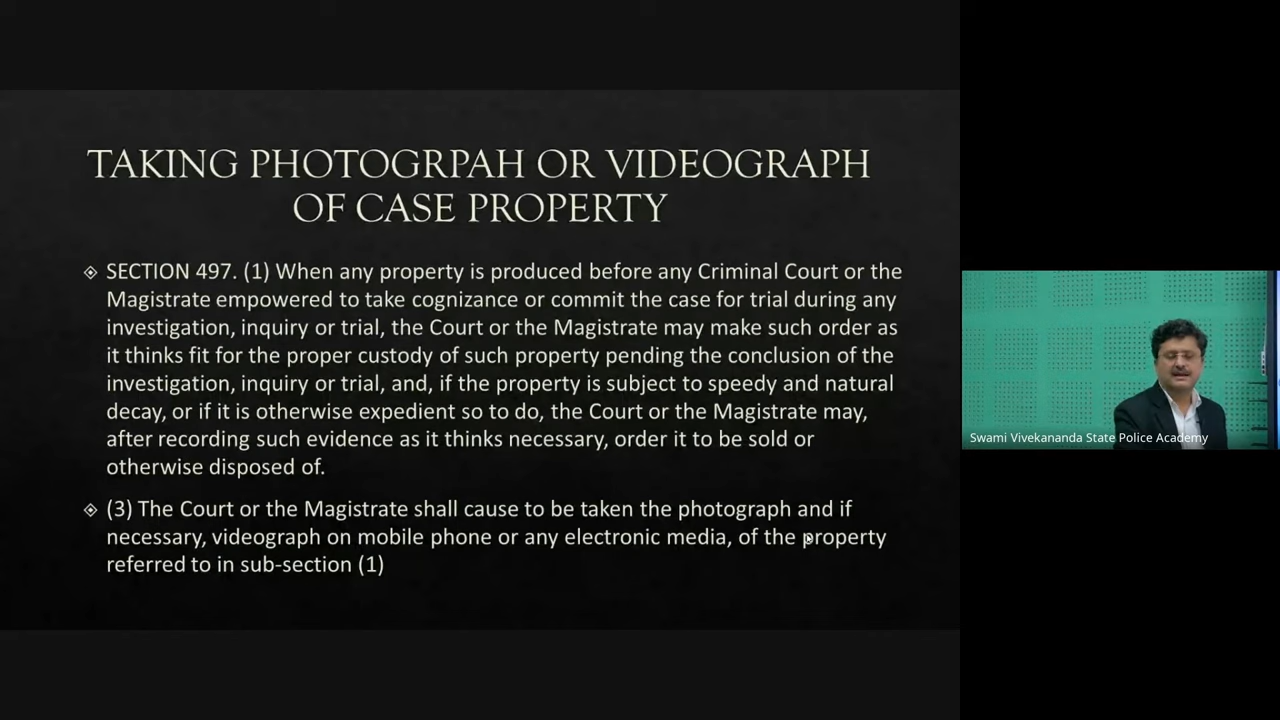 TAKING PHOTOGRPAH OR VIDEOGRAPH
OF CASE PROPERTY
SECTION 497. (1) When any property is produced before any Criminal Court or the
Magistrate empowered to take cognizance or commit the case for trial during any
investigation, inquiry or trial, the Court or the Magistrate may make such order as
it thinks fit for the proper custody of such property pending the conclusion of the
investigation, inquiry or trial, and, if the property is subject to speedy and natural
decay, or if it is otherwise expedient so to do, the Court or the Magistrate may,
after recording such evidence as it thinks necessary, order it to be sold or
otherwise disposed of.
(3) The Court or the Magistrate shall cause to be taken the photograph and if
necessary, videograph on mobile phone or any electronic media, of the property
referred to in sub-section (1)
Swami Vivekananda State Police Academy